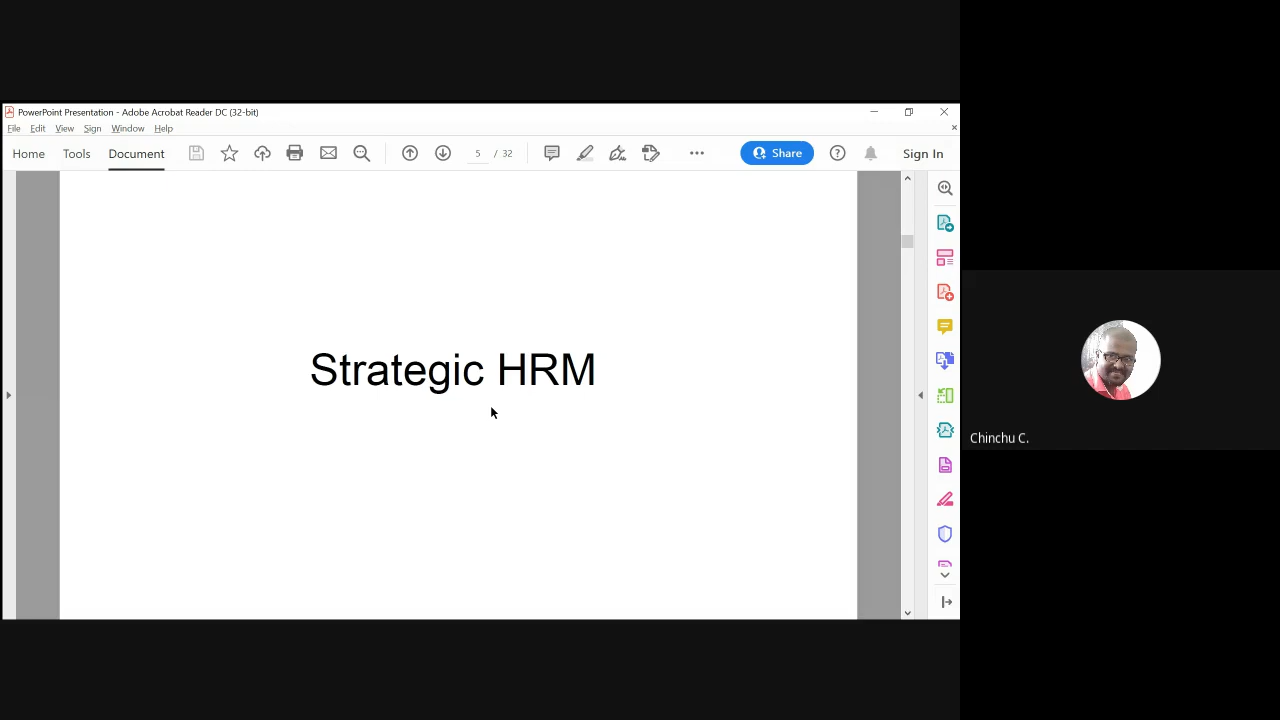 PowerPoint Presentation - Adobe Acrobat Reader DC (32-bit)
File Edit View Sign Window Help
Home Tools Document 5 / 32 Share Sign In
Strategic HRM
Chinchu C.